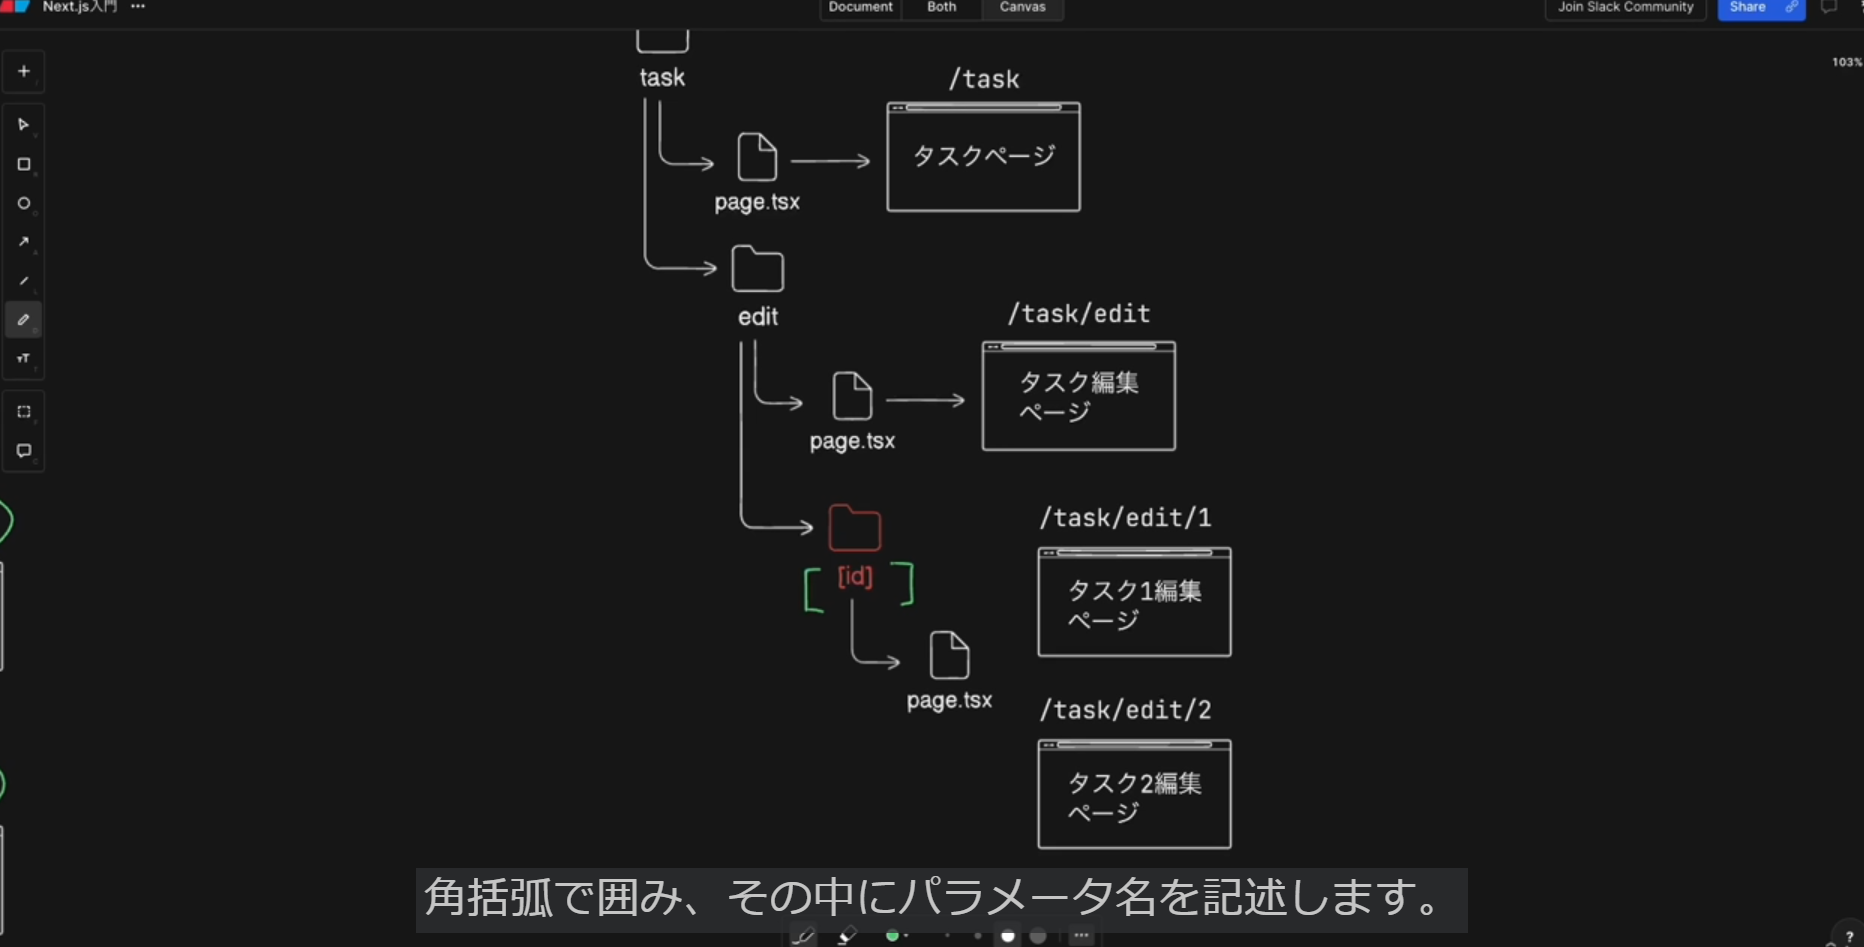 Next.js入門
Document
Both
Canvas
Join Slack Community
Share
103%
task
/task
タスクページ
page.tsx
edit
/task/edit
タスク編集
ページ
page.tsx
/task/edit/1
[id]
タスク1編集
ページ
page.tsx
/task/edit/2
タスク2編集
ページ
角括弧で囲み、その中にパラメータ名を記述します。